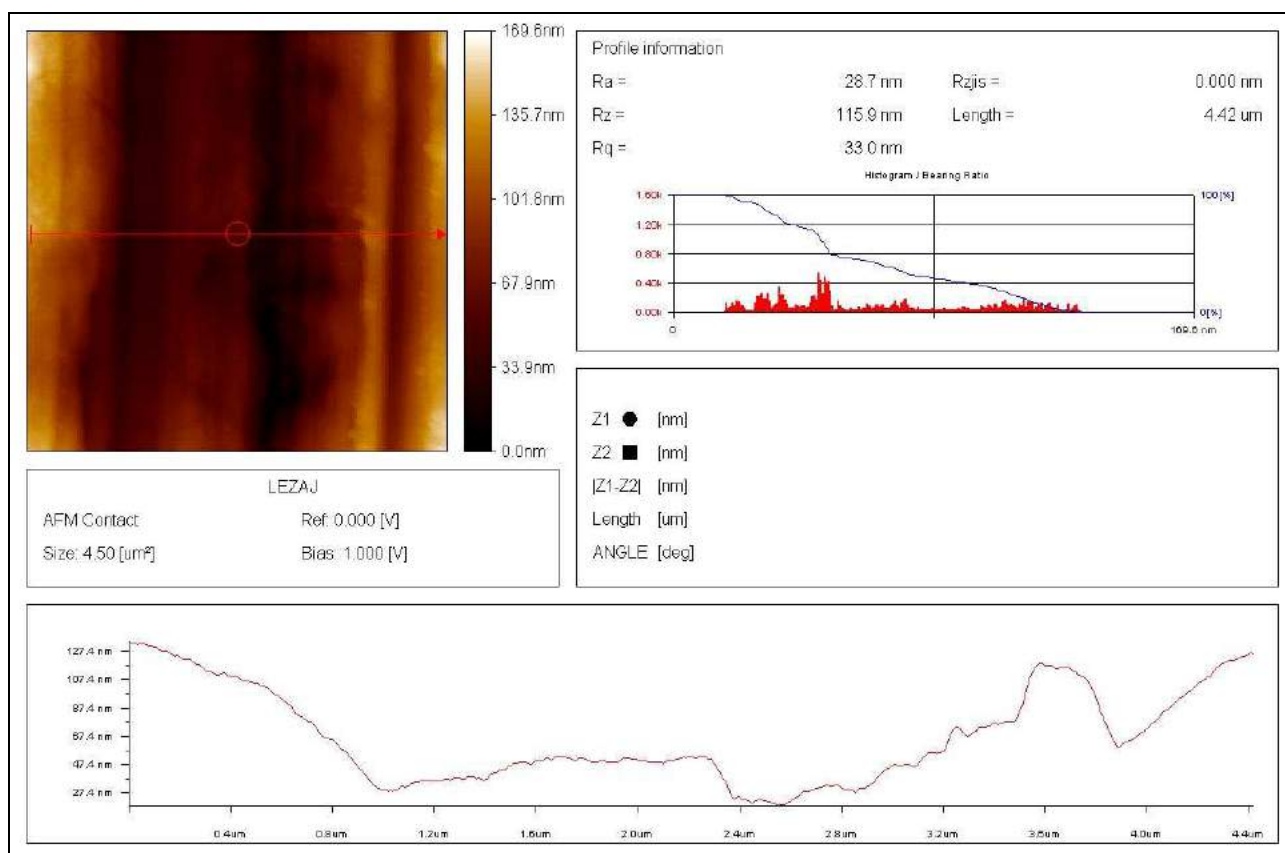 169.6nm
135.7nm
101.8nm
67.9nm
33.9nm
0.0nm
LEZAJ
AFM Contact Ref: 0.000 [V]
Size: 4.50 [um²] Bias: 1.000 [V]
Profile information
Ra = 28.7 nm Rzjis = 0.000 nm
Rz = 115.9 nm Length = 4.42 um
Rq = 33.0 nm
Histogram / Bearing Ratio
1.60k 100[%]
1.20k
0.80k
0.40k
0.00k 0[%]
0 169.6 nm
Z1 ● [nm]
Z2 ■ [nm]
|Z1-Z2| [nm]
Length [um]
ANGLE [deg]
127.4 nm
107.4 nm
87.4 nm
67.4 nm
47.4 nm
27.4 nm
0.4um 0.8um 1.2um 1.6um 2.0um 2.4um 2.8um 3.2um 3.6um 4.0um 4.4um